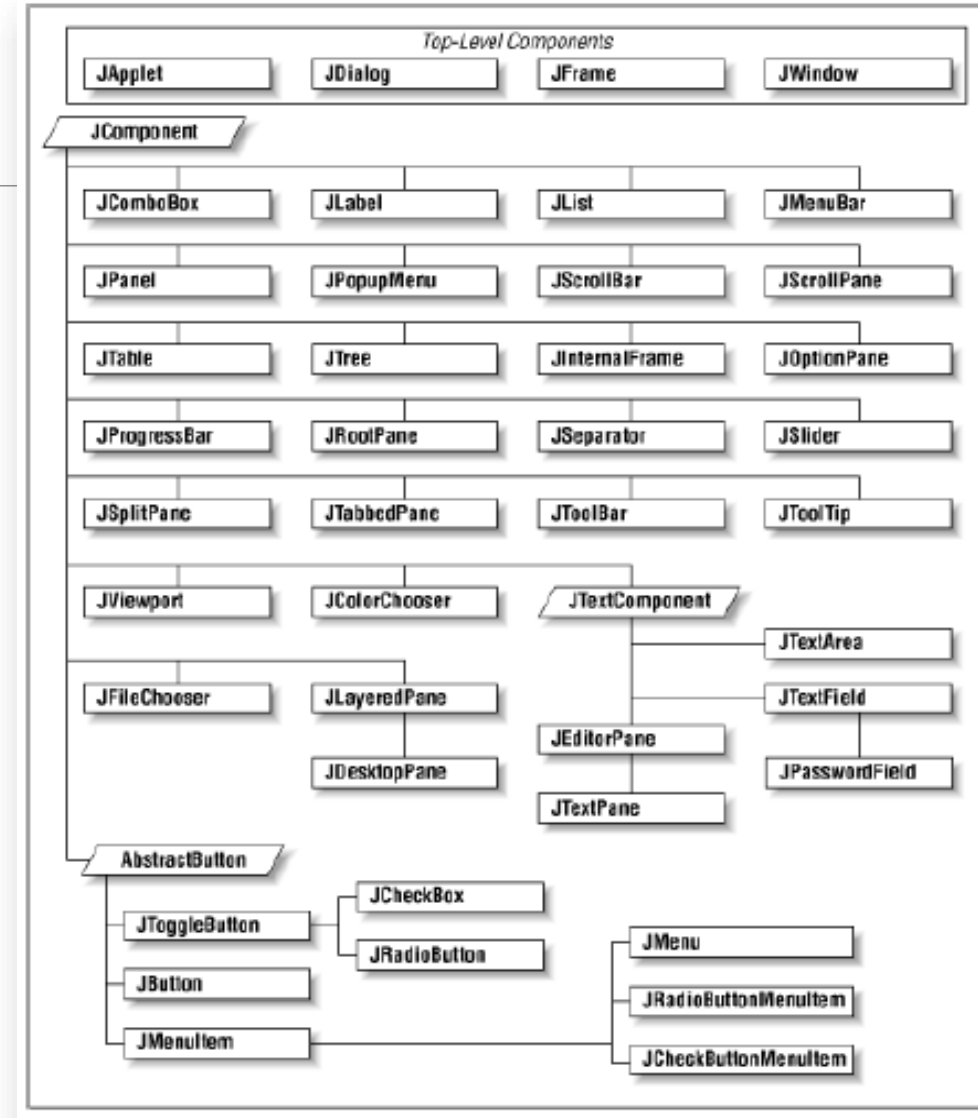 Top-Level Components
JApplet JDialog JFrame JWindow
JComponent
JComboBox JLabel JList JMenuBar
JPanel JPopupMenu JScrollBar JScrollPane
JTable JTree JInternalFrame JOptionPane
JProgressBar JRootPane JSeparator JSlider
JSplitPane JTabbedPane JToolBar JToolTip
JViewport JColorChooser JTextComponent
JTextArea
JFileChooser JLayeredPane JTextField
JEditorPane
JDesktopPane JPasswordField
JTextPane
AbstractButton
JCheckBox
JToggleButton
JRadioButton JMenu
JButton
JRadioButtonMenuItem
JMenuItem
JCheckButtonMenuItem